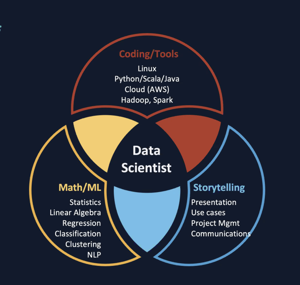 Coding/Tools
Linux
Python/Scala/Java
Cloud (AWS)
Hadoop, Spark
Data
Scientist
Math/ML
Statistics
Linear Algebra
Regression
Classification
Clustering
NLP
Storytelling
Presentation
Use cases
Project Mgmt
Communications